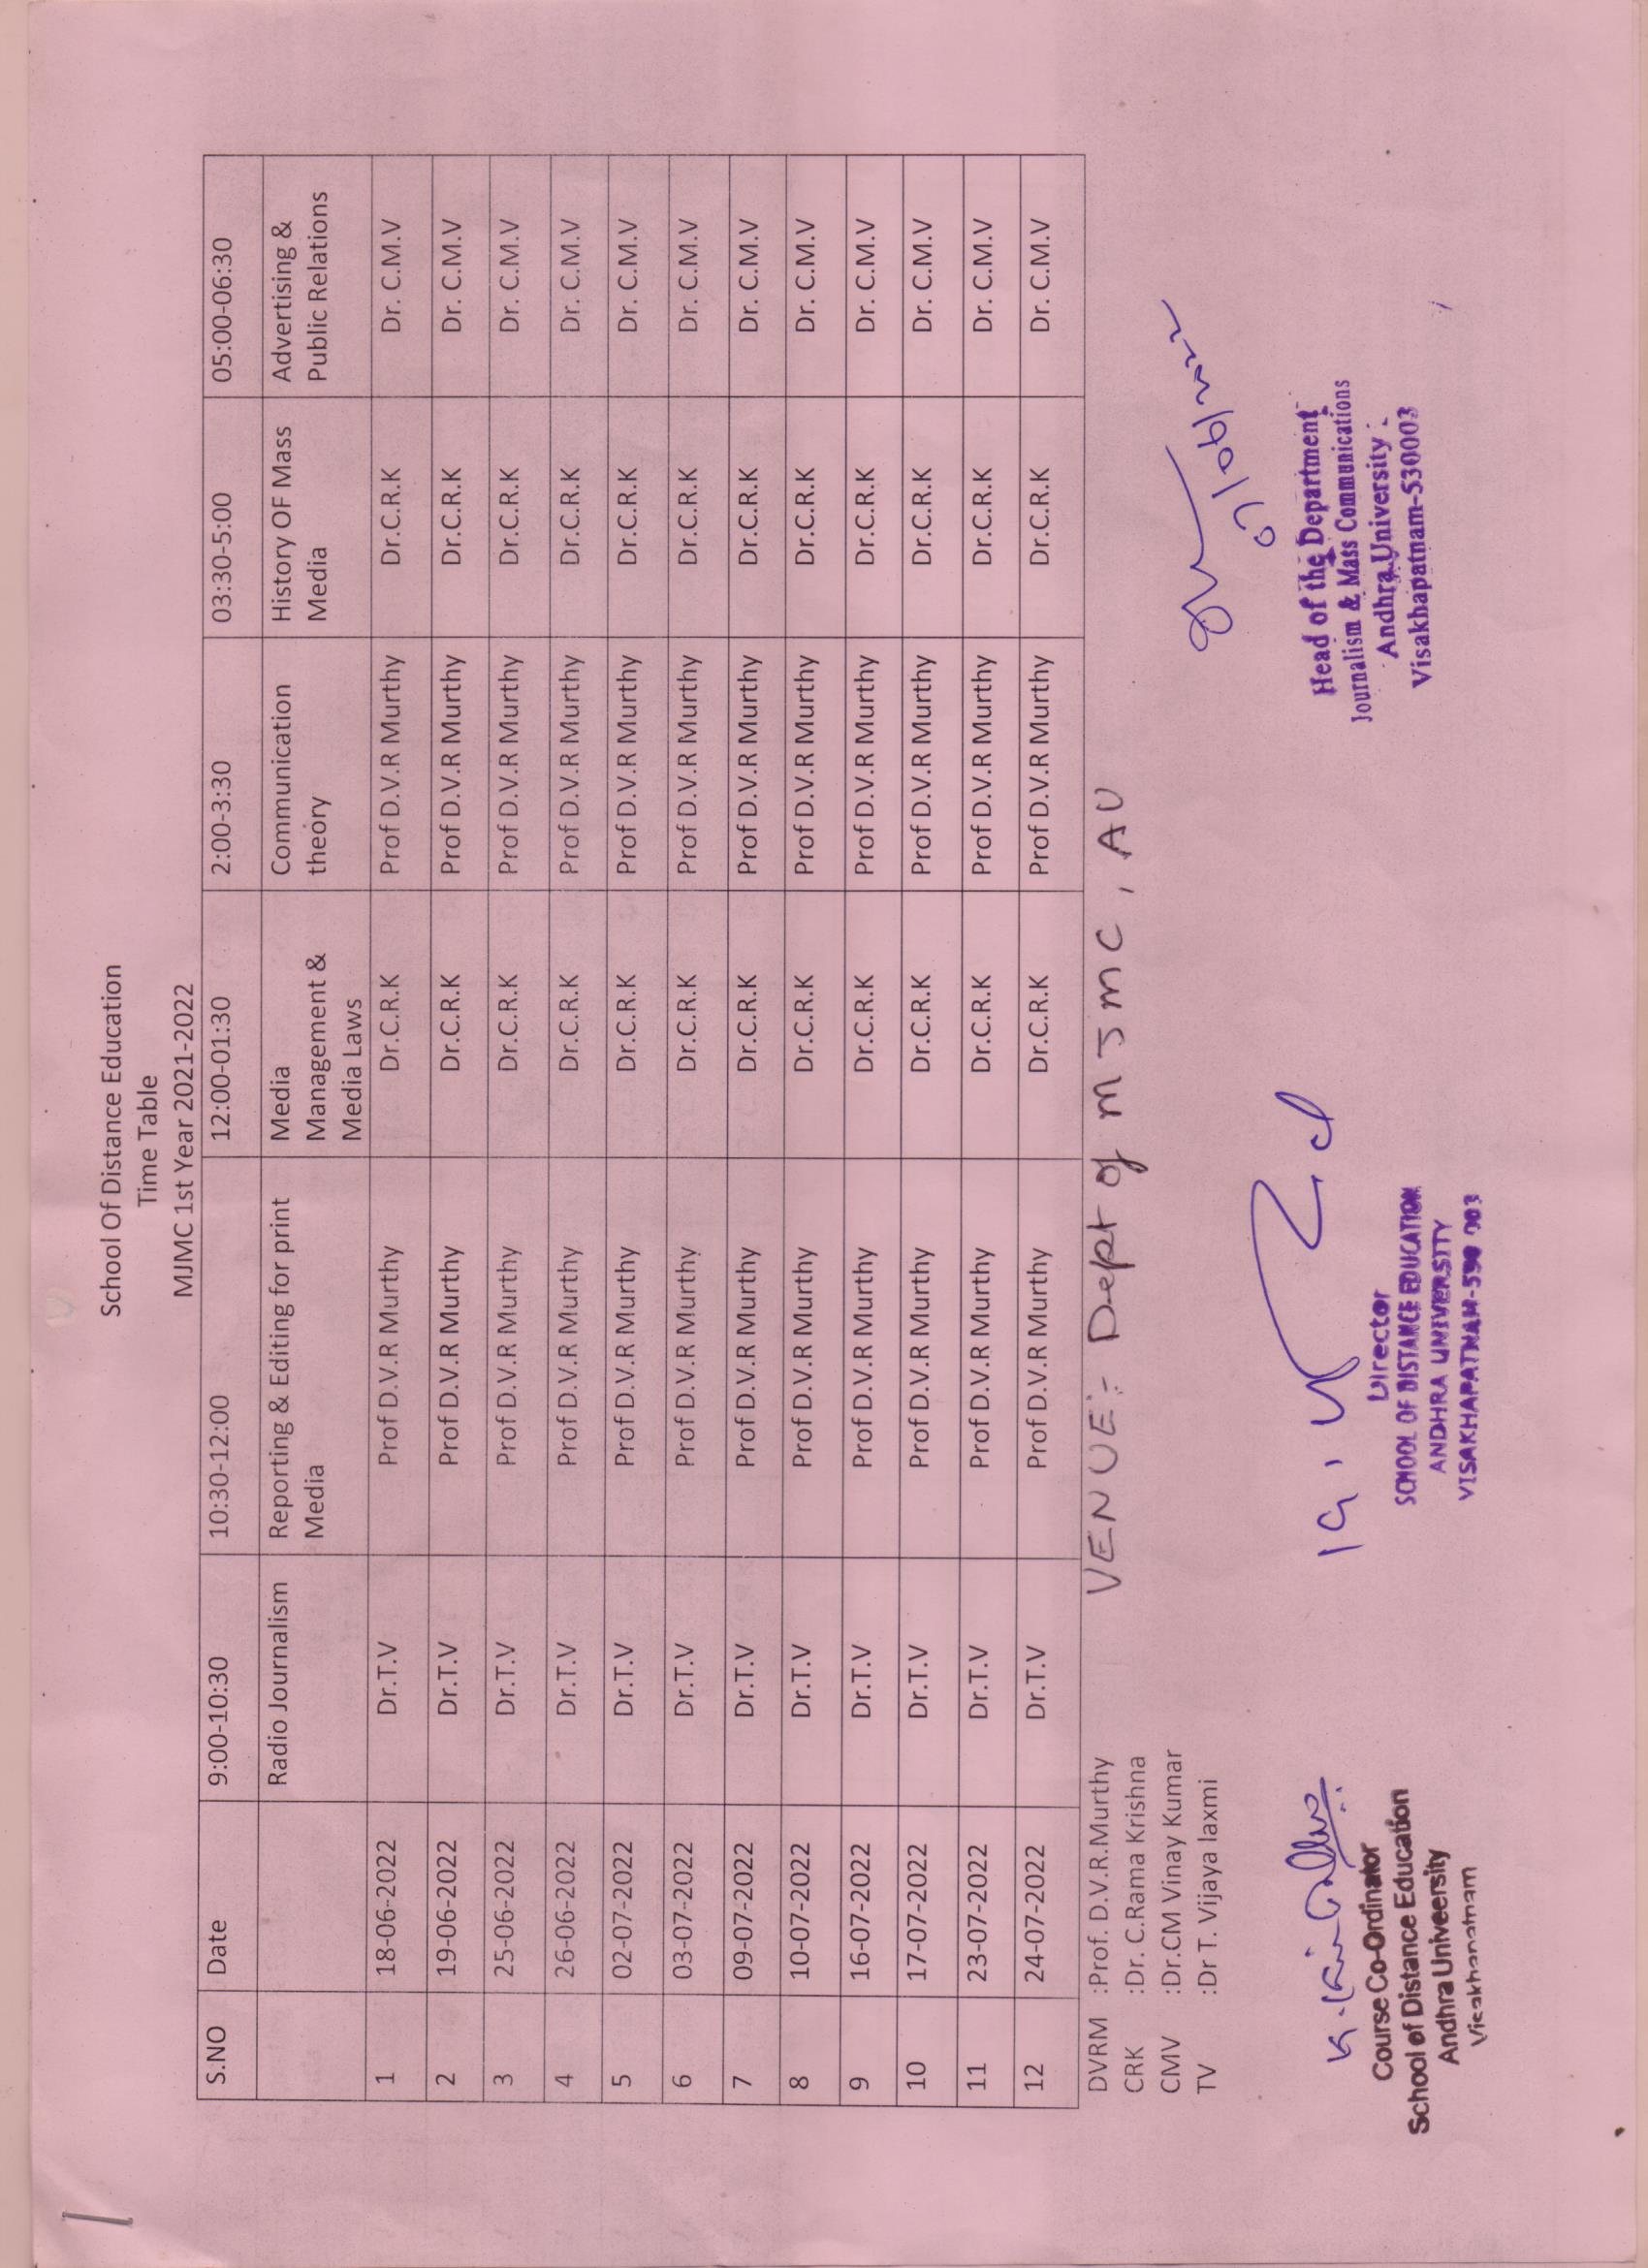 School Of Distance Education
Time Table
MJMC 1st Year 2021-2022
S.NO Date 9:00-10:30 10:30-12:00 12:00-01:30 2:00-3:30 03:30-5:00 05:00-06:30
Radio Journalism Reporting & Editing for print Media Media Management & Media Laws Communication theory History OF Mass Media Advertising & Public Relations
1 18-06-2022 Dr.T.V Prof D.V.R Murthy Dr.C.R.K Prof D.V.R Murthy Dr.C.R.K Dr. C.M.V
2 19-06-2022 Dr.T.V Prof D.V.R Murthy Dr.C.R.K Prof D.V.R Murthy Dr.C.R.K Dr. C.M.V
3 25-06-2022 Dr.T.V Prof D.V.R Murthy Dr.C.R.K Prof D.V.R Murthy Dr.C.R.K Dr. C.M.V
4 26-06-2022 Dr.T.V Prof D.V.R Murthy Dr.C.R.K Prof D.V.R Murthy Dr.C.R.K Dr. C.M.V
5 02-07-2022 Dr.T.V Prof D.V.R Murthy Dr.C.R.K Prof D.V.R Murthy Dr.C.R.K Dr. C.M.V
6 03-07-2022 Dr.T.V Prof D.V.R Murthy Dr.C.R.K Prof D.V.R Murthy Dr.C.R.K Dr. C.M.V
7 09-07-2022 Dr.T.V Prof D.V.R Murthy Dr.C.R.K Prof D.V.R Murthy Dr.C.R.K Dr. C.M.V
8 10-07-2022 Dr.T.V Prof D.V.R Murthy Dr.C.R.K Prof D.V.R Murthy Dr.C.R.K Dr. C.M.V
9 16-07-2022 Dr.T.V Prof D.V.R Murthy Dr.C.R.K Prof D.V.R Murthy Dr.C.R.K Dr. C.M.V
10 17-07-2022 Dr.T.V Prof D.V.R Murthy Dr.C.R.K Prof D.V.R Murthy Dr.C.R.K Dr. C.M.V
11 23-07-2022 Dr.T.V Prof D.V.R Murthy Dr.C.R.K Prof D.V.R Murthy Dr.C.R.K Dr. C.M.V
12 24-07-2022 Dr.T.V Prof D.V.R Murthy Dr.C.R.K Prof D.V.R Murthy Dr.C.R.K Dr. C.M.V
DVRM :Prof. D.V.R.Murthy
CRK :Dr. C.Rama Krishna
CMV :Dr.CM Vinay Kumar
TV :Dr T. Vijaya laxmi
VENUE:- Dept of MJMC, AU
Course Co-Ordinator
School of Distance Education
Andhra Univeersity
Visakhapatnam
Director
SCHOOL OF DISTANCE EDUCATION
ANDHRA UNIVERSITY
VISAKHAPATNAM-530 003
07/06/2022
Head of the Department
Journalism & Mass Communications
Andhra University
Visakhapatnam-530003